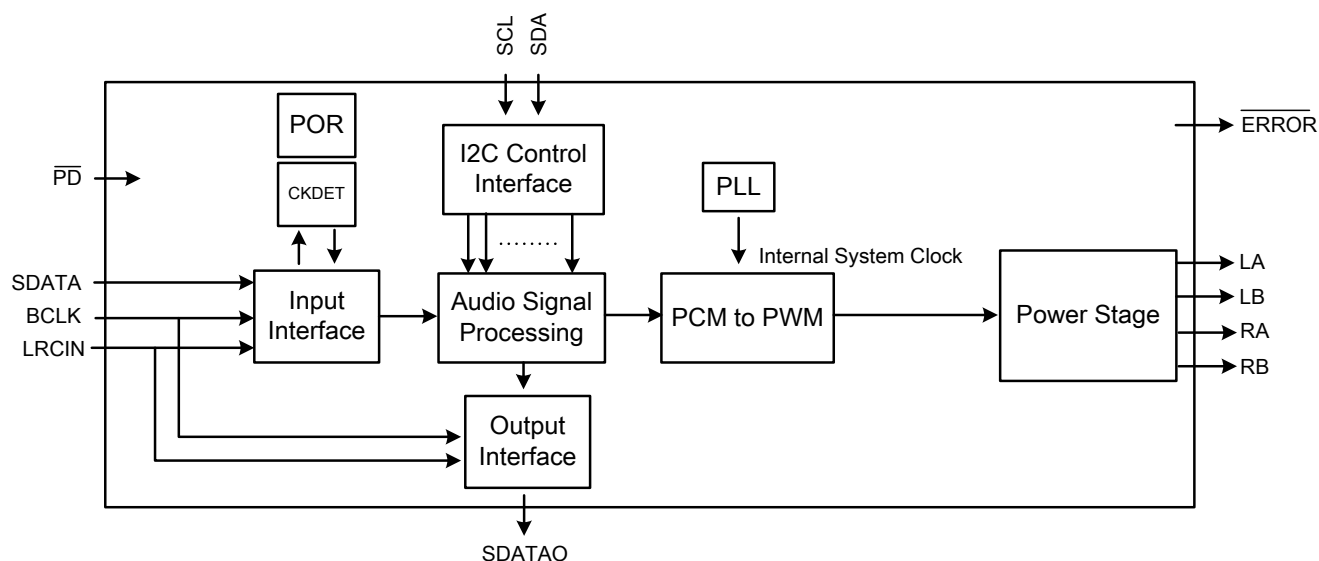 SCL
SDA
POR
I2C Control
Interface
ERROR
PD
CKDET
PLL
........
Internal System Clock
SDATA
BCLK
LRCIN
Input
Interface
Audio Signal
Processing
PCM to PWM
Power Stage
LA
LB
RA
RB
Output
Interface
SDATAO